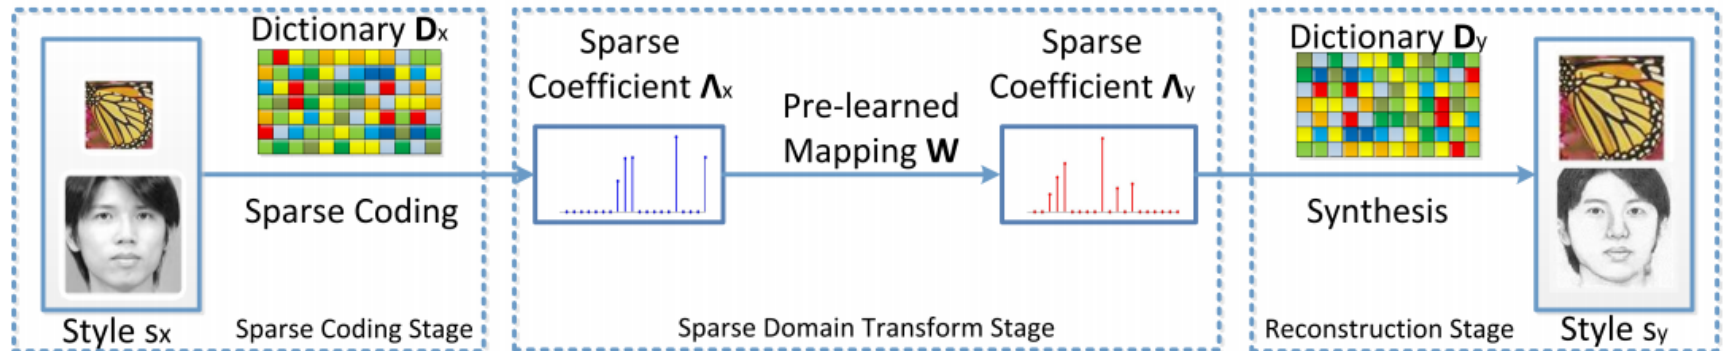 Dictionary Dx
Sparse Coding
Style sx
Sparse Coding Stage
Sparse
Coefficient Λx
Pre-learned
Mapping W
Sparse
Coefficient Λy
Sparse Domain Transform Stage
Dictionary Dy
Synthesis
Reconstruction Stage
Style sy